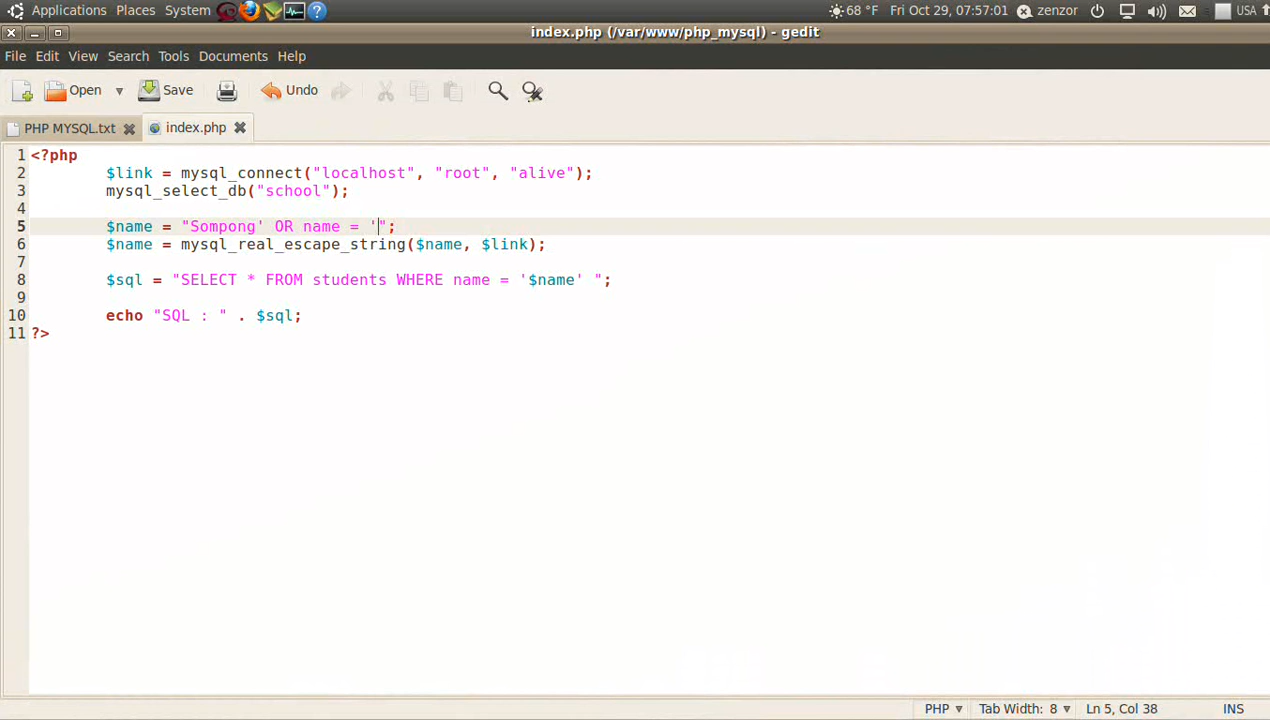 Applications Places System 68 °F Fri Oct 29, 07:57:01 zenzor USA
index.php (/var/www/php_mysql) - gedit
File Edit View Search Tools Documents Help
Open Save Undo
PHP MYSQL.txt index.php
1 <?php
2 $link = mysql_connect("localhost", "root", "alive");
3 mysql_select_db("school");
4
5 $name = "Sompong' OR name = '";
6 $name = mysql_real_escape_string($name, $link);
7
8 $sql = "SELECT * FROM students WHERE name = '$name' ";
9
10 echo "SQL : " . $sql;
11 ?>
PHP Tab Width: 8 Ln 5, Col 38 INS